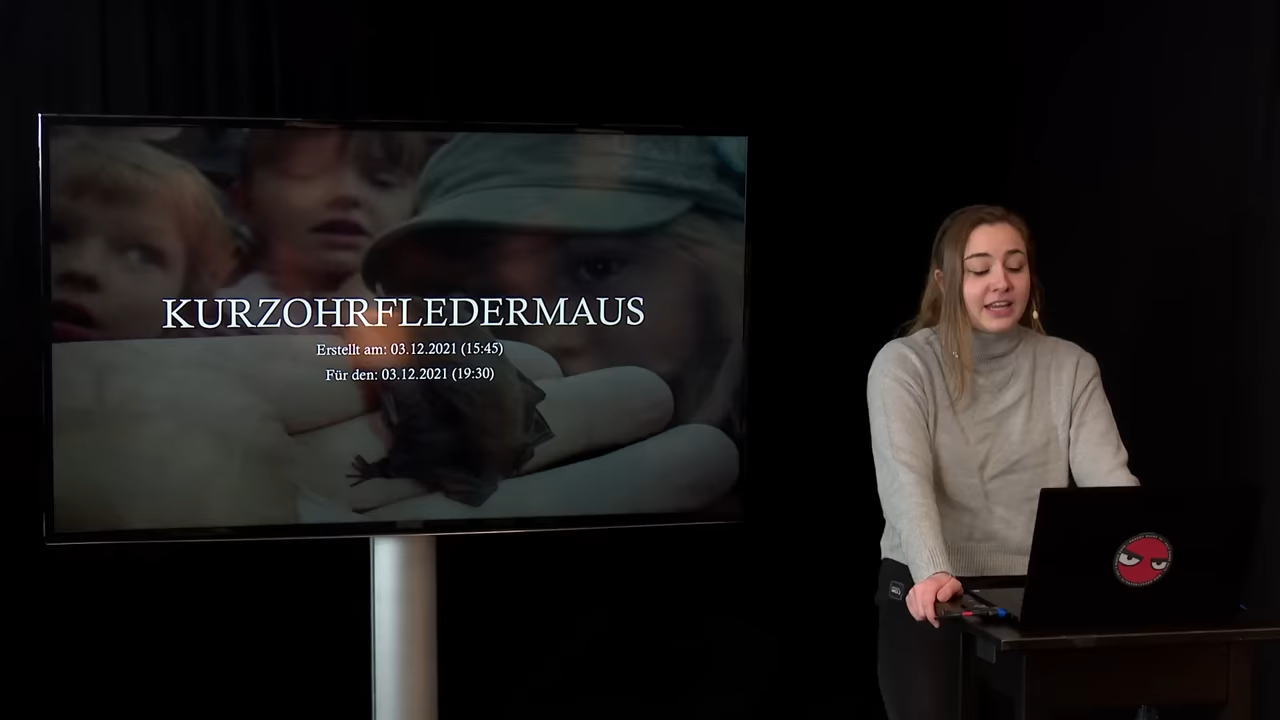 KURZOHRFLEDERMAUS
Erstellt am: 03.12.2021 (15:45)
Für den: 03.12.2021 (19:30)